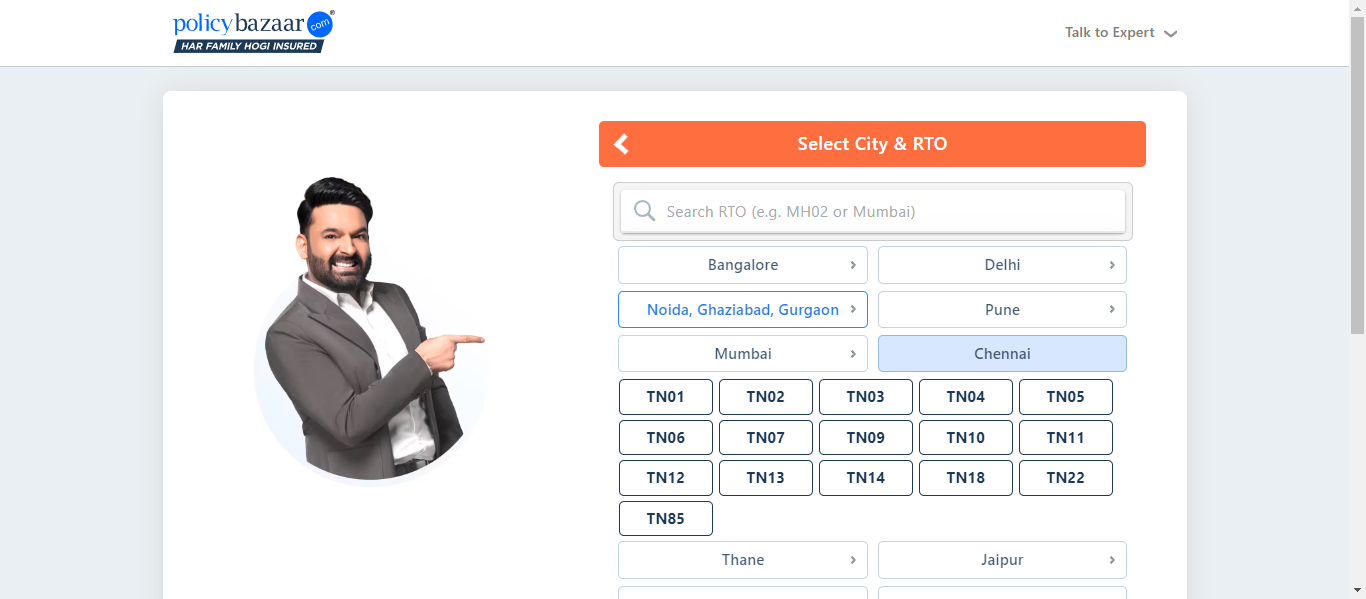 policybazaar.com®
HAR FAMILY HOGI INSURED
Talk to Expert
Select City & RTO
Search RTO (e.g. MH02 or Mumbai)
Bangalore
Delhi
Noida, Ghaziabad, Gurgaon
Pune
Mumbai
Chennai
TN01 TN02 TN03 TN04 TN05
TN06 TN07 TN09 TN10 TN11
TN12 TN13 TN14 TN18 TN22
TN85
Thane
Jaipur